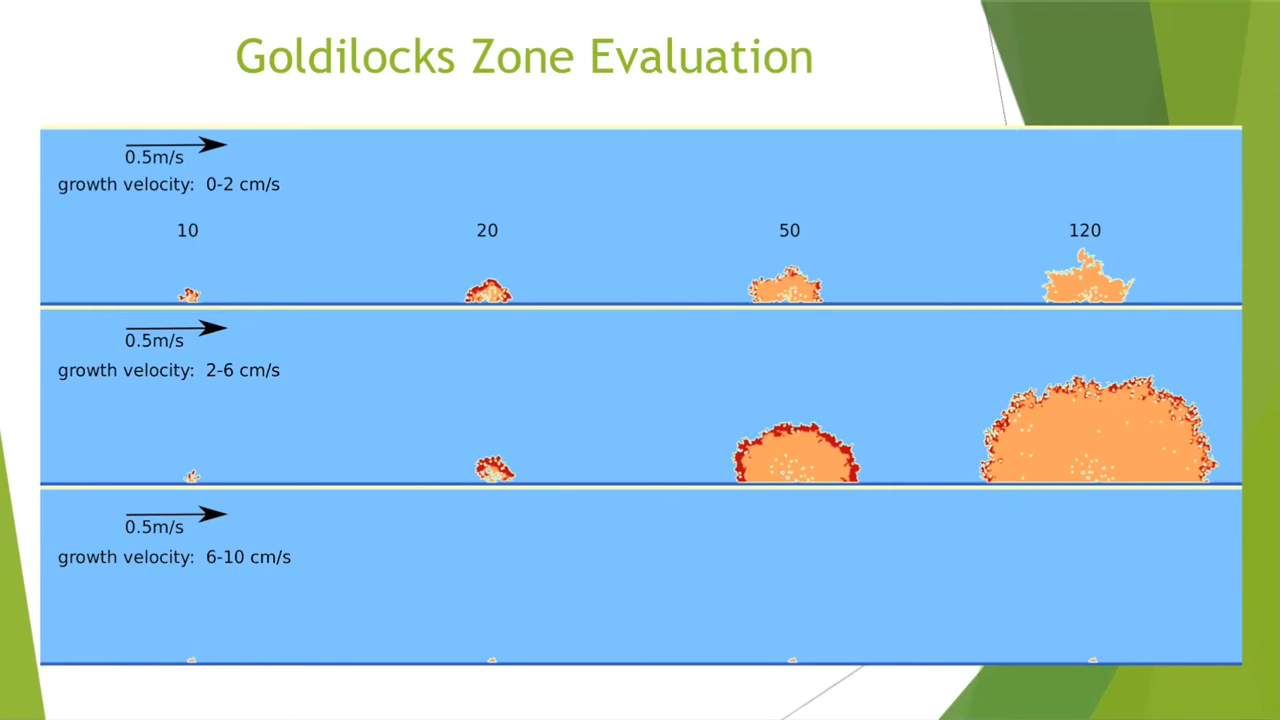 Goldilocks Zone Evaluation
0.5m/s
growth velocity: 0-2 cm/s
10 20 50 120
0.5m/s
growth velocity: 2-6 cm/s
0.5m/s
growth velocity: 6-10 cm/s